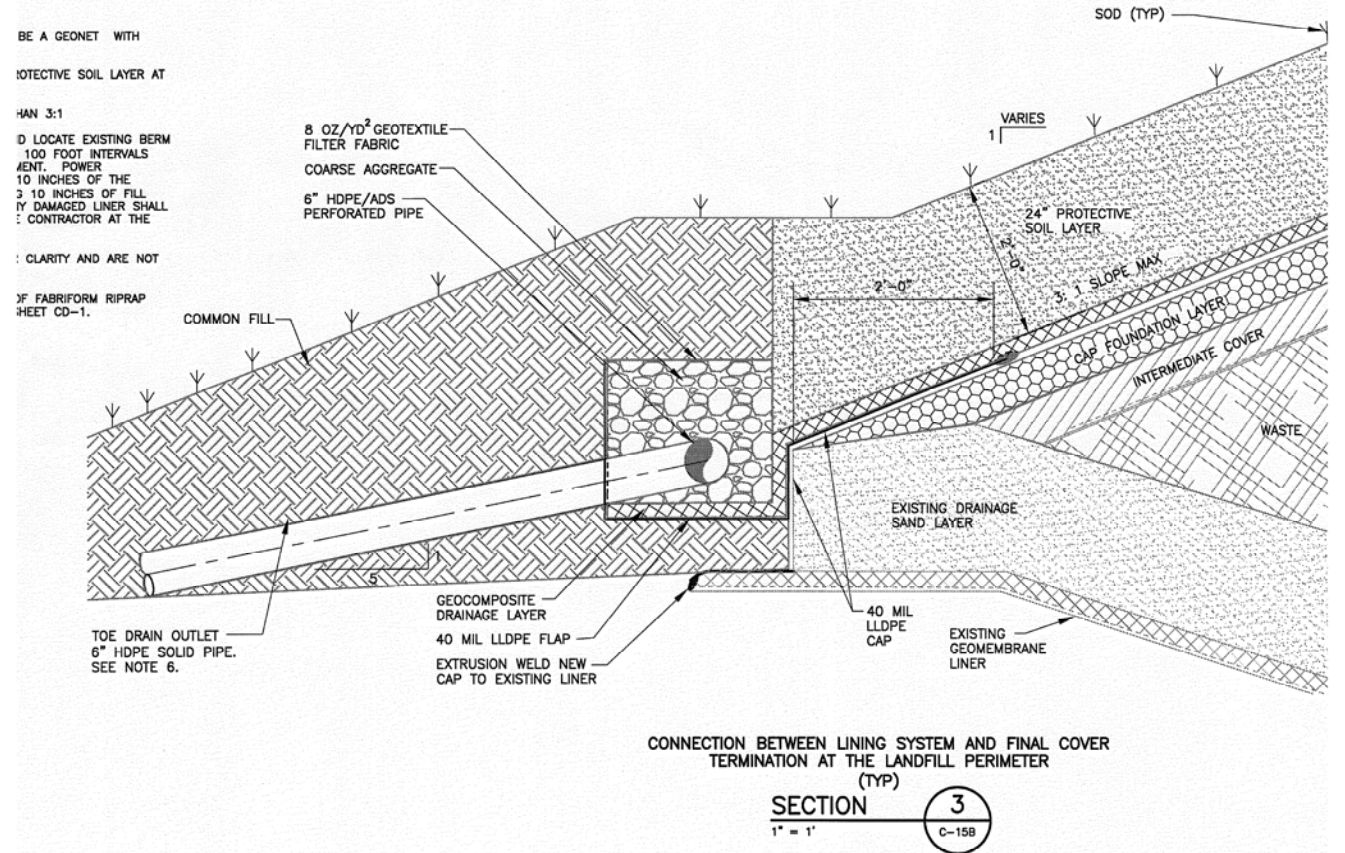 BE A GEONET WITH
ROTECTIVE SOIL LAYER AT
HAN 3:1
D LOCATE EXISTING BERM
100 FOOT INTERVALS
MENT. POWER
10 INCHES OF THE
G 10 INCHES OF FILL
NY DAMAGED LINER SHALL
E CONTRACTOR AT THE
CLARITY AND ARE NOT
OF FABRIFORM RIPRAP
SHEET CD-1.
SOD (TYP)
8 OZ/YD² GEOTEXTILE
FILTER FABRIC
COARSE AGGREGATE
6" HDPE/ADS
PERFORATED PIPE
VARIES
1
24" PROTECTIVE
SOIL LAYER
2'-0"
2'-0"
3: 1 SLOPE MAX
CAP FOUNDATION LAYER
INTERMEDIATE COVER
WASTE
COMMON FILL
EXISTING DRAINAGE
SAND LAYER
1
5
GEOCOMPOSITE
DRAINAGE LAYER
40 MIL LLDPE FLAP
EXTRUSION WELD NEW
CAP TO EXISTING LINER
TOE DRAIN OUTLET
6" HDPE SOLID PIPE.
SEE NOTE 6.
40 MIL
LLDPE
CAP
EXISTING
GEOMEMBRANE
LINER
CONNECTION BETWEEN LINING SYSTEM AND FINAL COVER
TERMINATION AT THE LANDFILL PERIMETER
(TYP)
SECTION
1" = 1'
3
C-15B